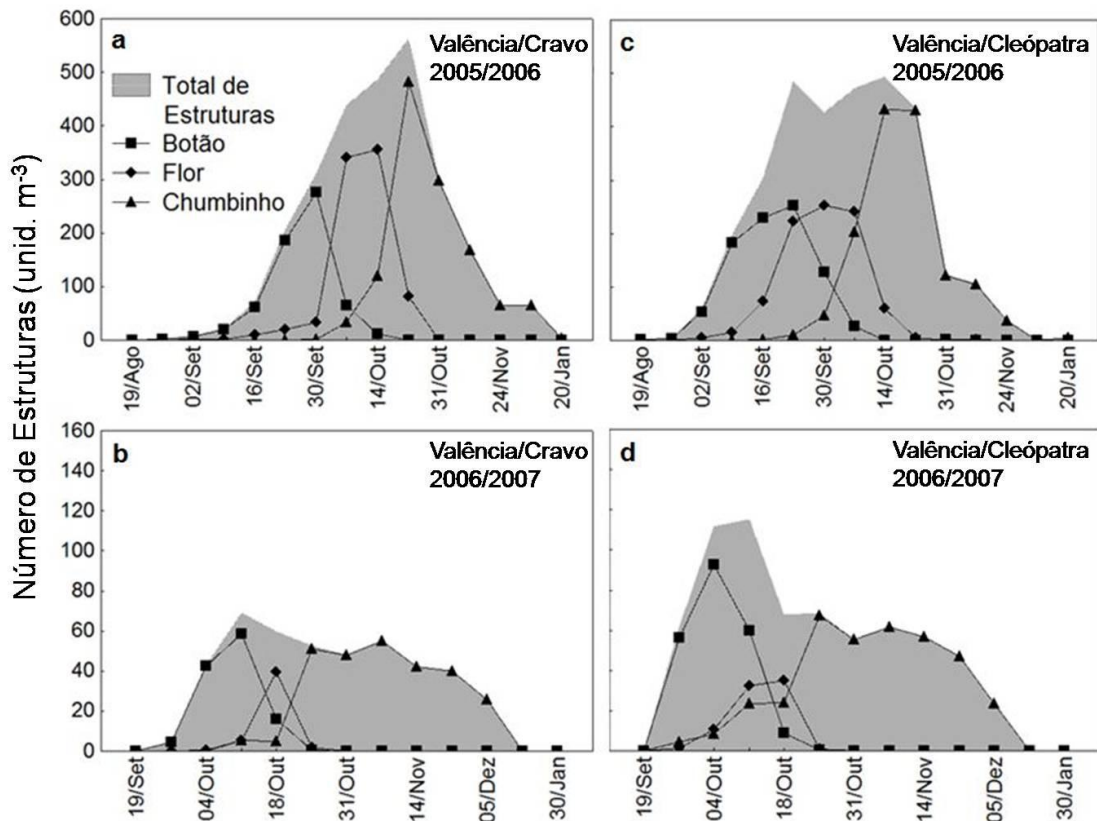 Número de Estruturas (unid. m-3)
600
500
400
300
200
100
0
a
Valência/Cravo
2005/2006
Total de
Estruturas
Botão
Flor
Chumbinho
19/Ago
02/Set
16/Set
30/Set
14/Out
31/Out
24/Nov
20/Jan
c
Valência/Cleópatra
2005/2006
19/Ago
02/Set
16/Set
30/Set
14/Out
31/Out
24/Nov
20/Jan
160
140
120
100
80
60
40
20
0
b
Valência/Cravo
2006/2007
19/Set
04/Out
18/Out
31/Out
14/Nov
05/Dez
30/Jan
d
Valência/Cleópatra
2006/2007
19/Set
04/Out
18/Out
31/Out
14/Nov
05/Dez
30/Jan